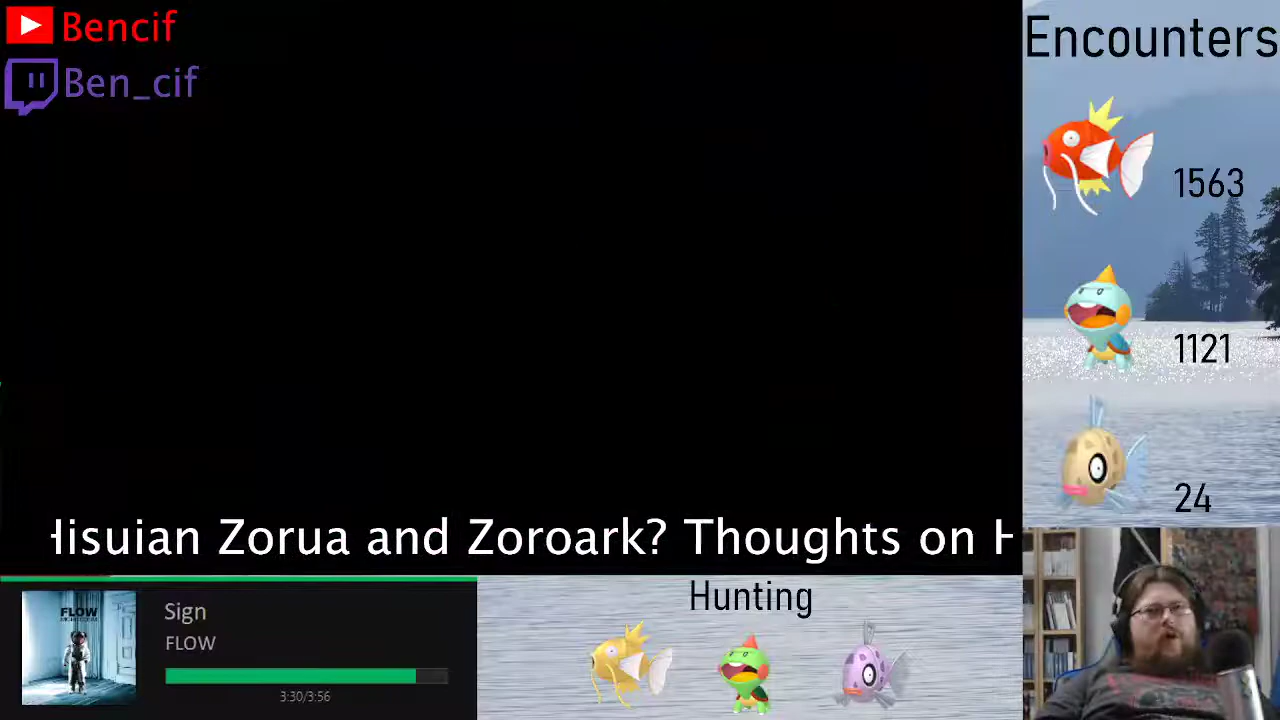 Bencif
Ben_cif
Encounters
1563
1121
24
Hisuian Zorua and Zoroark? Thoughts on H
FLOW
Sign
FLOW
3:30/3:56
Hunting